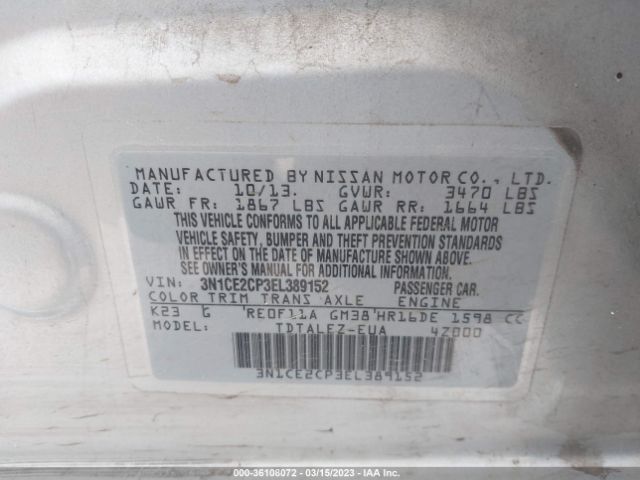 MANUFACTURED BY NISSAN MOTOR CO., LTD.
DATE: 10/13. GVWR: 3470 LBS
GAWR FR: 1867 LBS GAWR RR: 1664 LBS
THIS VEHICLE CONFORMS TO ALL APPLICABLE FEDERAL MOTOR
VEHICLE SAFETY, BUMPER AND THEFT PREVENTION STANDARDS
IN EFFECT ON THE DATE OF MANUFACTURE SHOWN ABOVE.
SEE OWNER'S MANUAL FOR ADDITIONAL INFORMATION.
VIN: 3N1CE2CP3EL389152 PASSENGER CAR.
COLOR TRIM TRANS AXLE ENGINE
K23 G RE0F11A GM38 HR16DE 1598 CC
MODEL: TDTALEZ-EUA 4Z000
3N1CE2CP3EL389152
000-36106072 - 03/15/2023 - IAA, Inc.